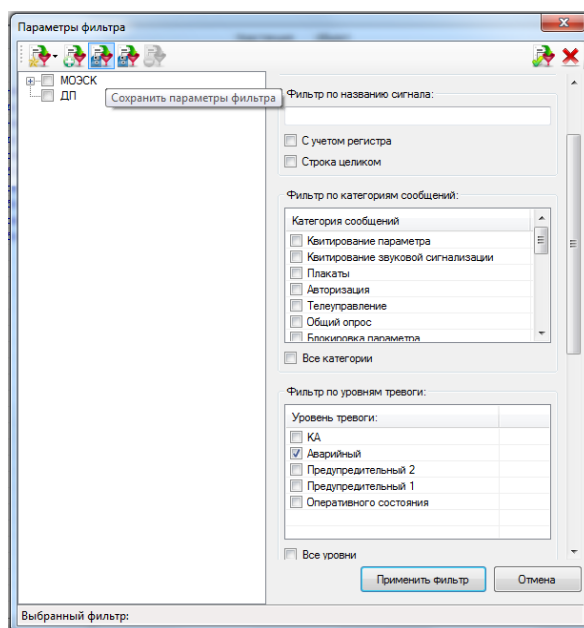 Параметры фильтра
МОЭСК
ДП
Сохранить параметры фильтра
Фильтр по названию сигнала:
С учетом регистра
Строка целиком
Фильтр по категориям сообщений:
Категория сообщений
Квитирование параметра
Квитирование звуковой сигнализации
Плакаты
Авторизация
Телеуправление
Общий опрос
Блокировка параметра
Все категории
Фильтр по уровням тревоги:
Уровень тревоги:
КА
Аварийный
Предупредительный 2
Предупредительный 1
Оперативного состояния
Все уровни
Применить фильтр
Отмена
Выбранный фильтр: